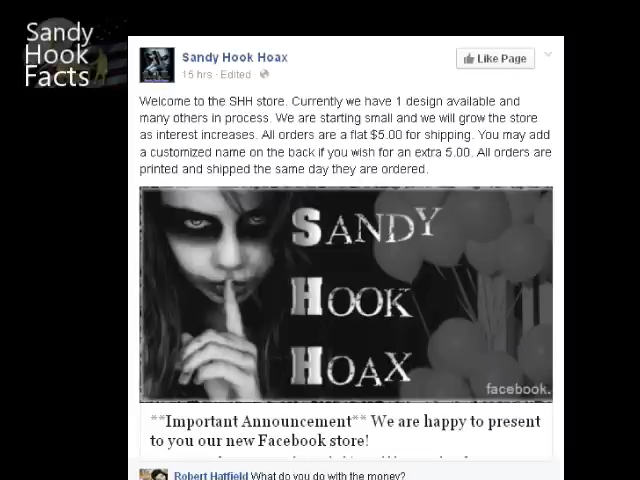 Sandy
Hook
Facts
Sandy Hook Hoax
15 hrs · Edited ·
Like Page
Welcome to the SHH store. Currently we have 1 design available and
many others in process. We are starting small and we will grow the store
as interest increases. All orders are a flat $5.00 for shipping. You may add
a customized name on the back if you wish for an extra 5.00. All orders are
printed and shipped the same day they are ordered.
SANDY
HOOK
HOAX
facebook.
**Important Announcement** We are happy to present
to you our new Facebook store!
Robert Hatfield What do you do with the money?